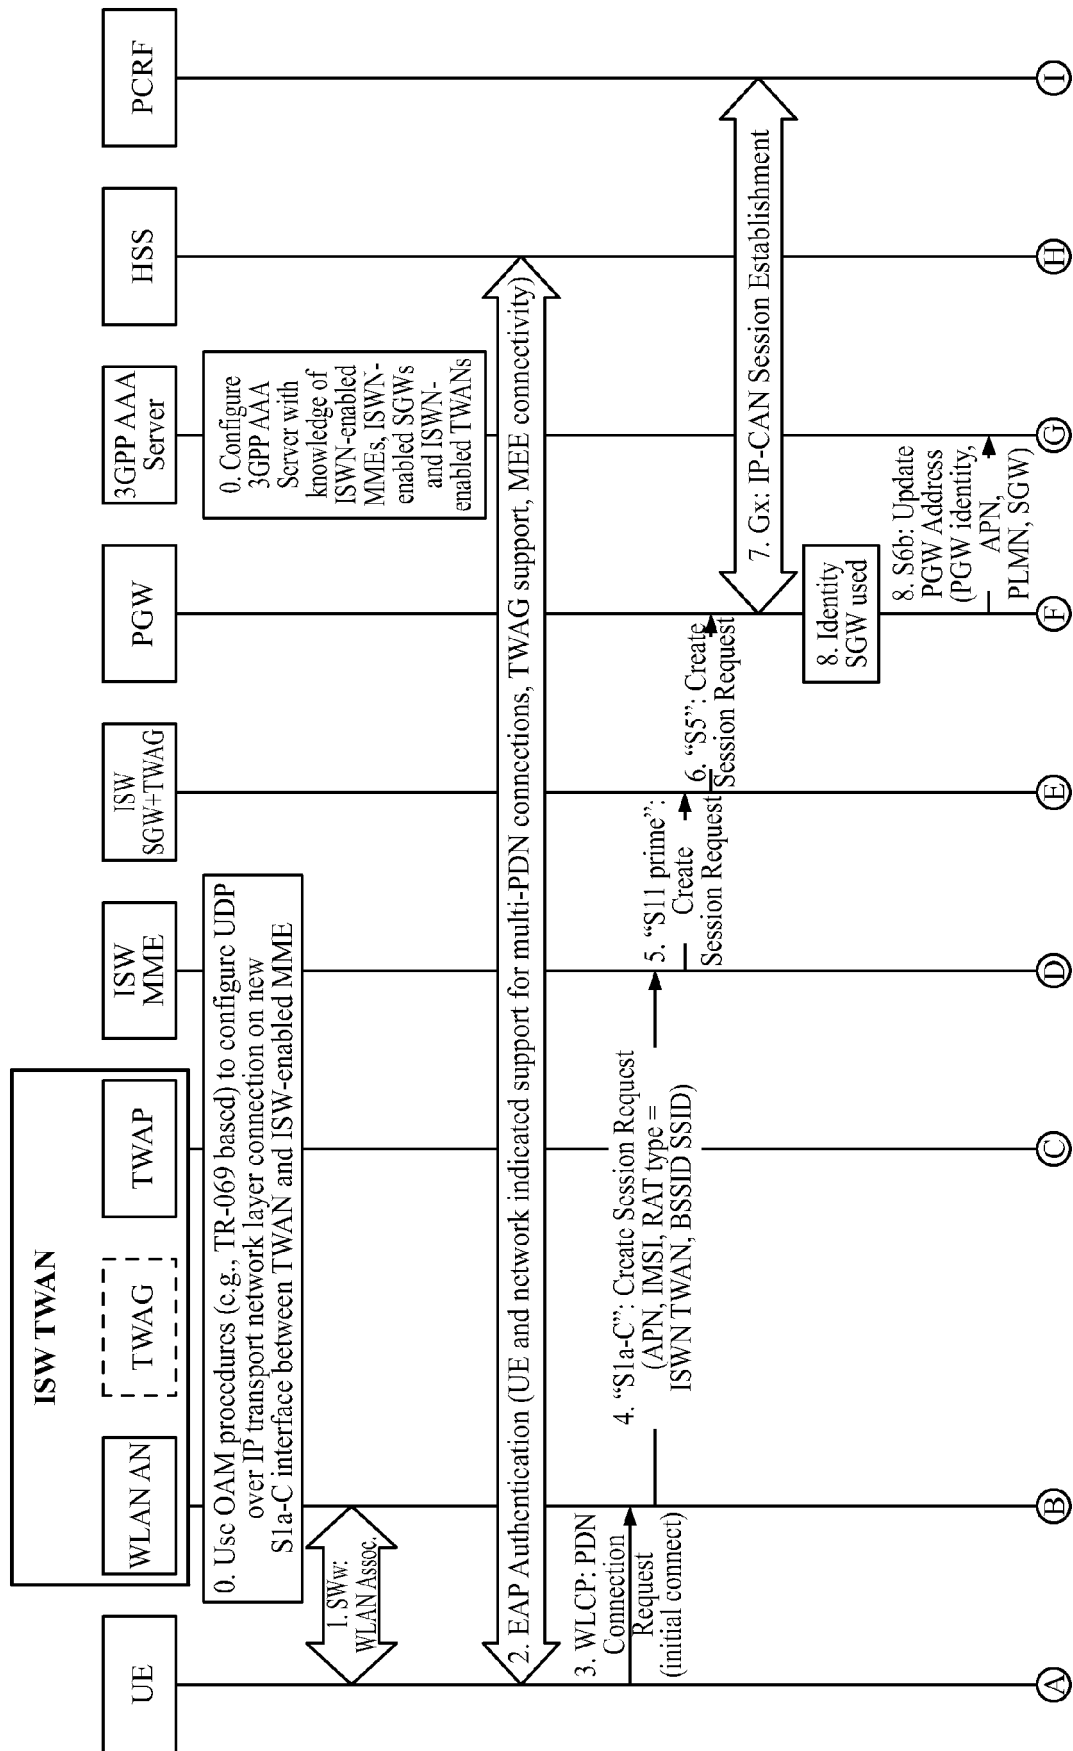 ISW TWAN
UE
WLAN AN
TWAG
TWAP
ISW
MME
ISW
SGW+TWAG
PGW
3GPP AAA
Server
HSS
PCRF
0. Use OAM procedures (e.g., TR-069 based) to configure UDP
over IP transport network layer connection on new
S1a-C interface between TWAN and ISW-enabled MME
0. Configure
3GPP AAA
Server with
knowledge of
ISWN-enabled
MMEs, ISWN-
enabled SGWs
and ISWN-
enabled TWANs
1. SWw:
WLAN Assoc.
2. EAP Authentication (UE and network indicated support for multi-PDN connections, TWAG support, MEE connectivity)
3. WLCP: PDN
Connection
Request
(initial connect)
4. “S1a-C”: Create Session Request
(APN, IMSI, RAT type =
ISWN TWAN, BSSID SSID)
5. “S11 prime”:
Create
Session Request
6. “S5”: Create
Session Request
7. Gx: IP-CAN Session Establishment
8. Identity
SGW used
8. S6b: Update
PGW Address
(PGW identity,
APN,
PLMN, SGW)
A
B
C
D
E
F
G
H
I